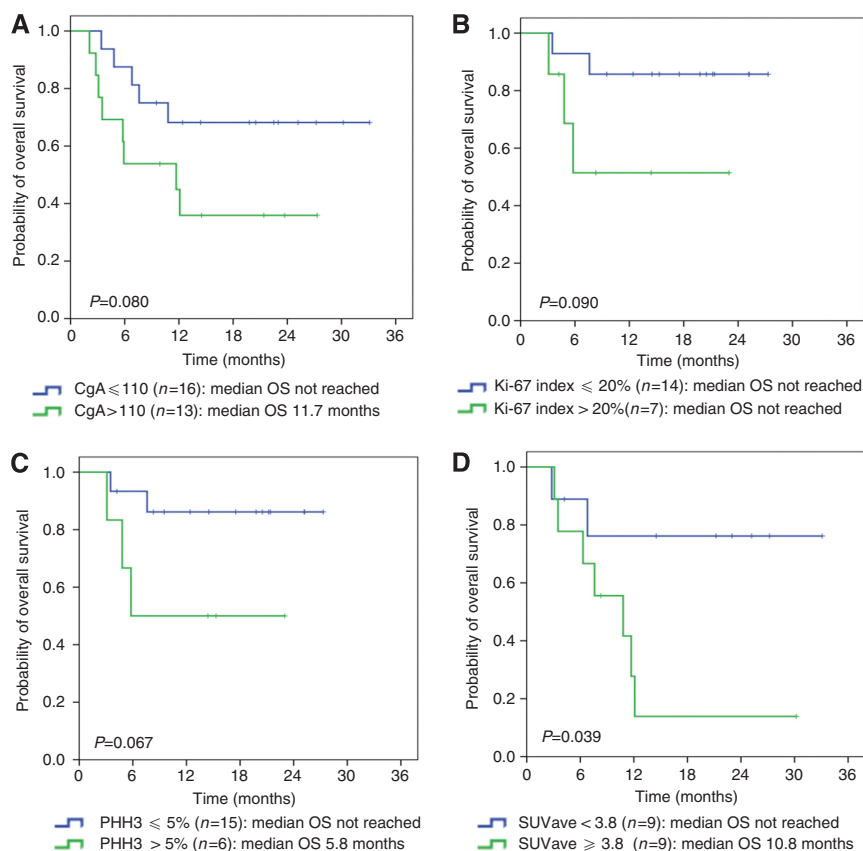 A
Probability of overall survival
1.0
0.8
0.6
0.4
0.2
0.0
P=0.080
0 6 12 18 24 30 36
Time (months)
CgA ⩽ 110 (n=16): median OS not reached
CgA > 110 (n=13): median OS 11.7 months
B
Probability of overall survival
1.0
0.8
0.6
0.4
0.2
0.0
P=0.090
0 6 12 18 24 30 36
Time (months)
Ki-67 index ⩽ 20% (n=14): median OS not reached
Ki-67 index > 20%(n=7): median OS not reached
C
Probability of overall survival
1.0
0.8
0.6
0.4
0.2
0.0
P=0.067
0 6 12 18 24 30 36
Time (months)
PHH3 ⩽ 5% (n=15): median OS not reached
PHH3 > 5% (n=6): median OS 5.8 months
D
Probability of overall survival
1.0
0.8
0.6
0.4
0.2
0.0
P=0.039
0 6 12 18 24 30 36
Time (months)
SUVave < 3.8 (n=9): median OS not reached
SUVave ⩾ 3.8 (n=9): median OS 10.8 months